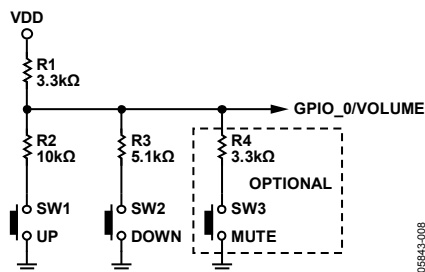 VDD
R1
3.3kΩ
GPIO_0/VOLUME
R2
10kΩ
R3
5.1kΩ
R4
3.3kΩ
OPTIONAL
SW1
SW2
SW3
UP
DOWN
MUTE
05843-008